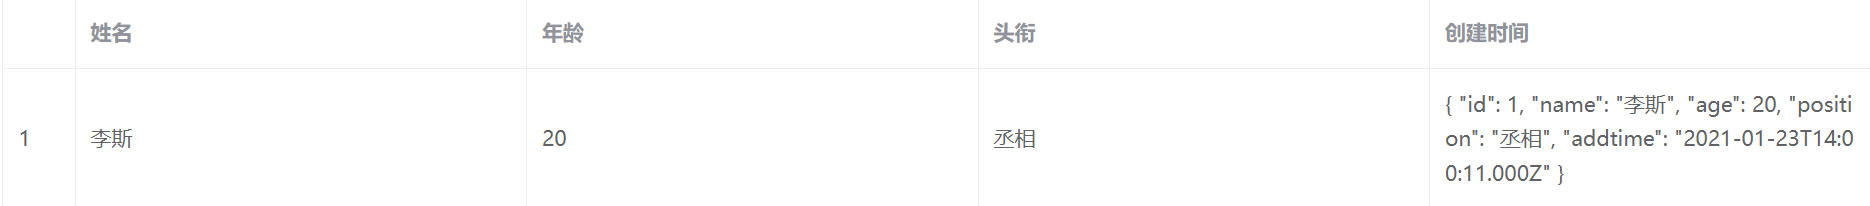 姓名 年龄 头衔 创建时间
1 李斯 20 丞相 { "id": 1, "name": "李斯", "age": 20, "positi
on": "丞相", "addtime": "2021-01-23T14:0
0:11.000Z" }